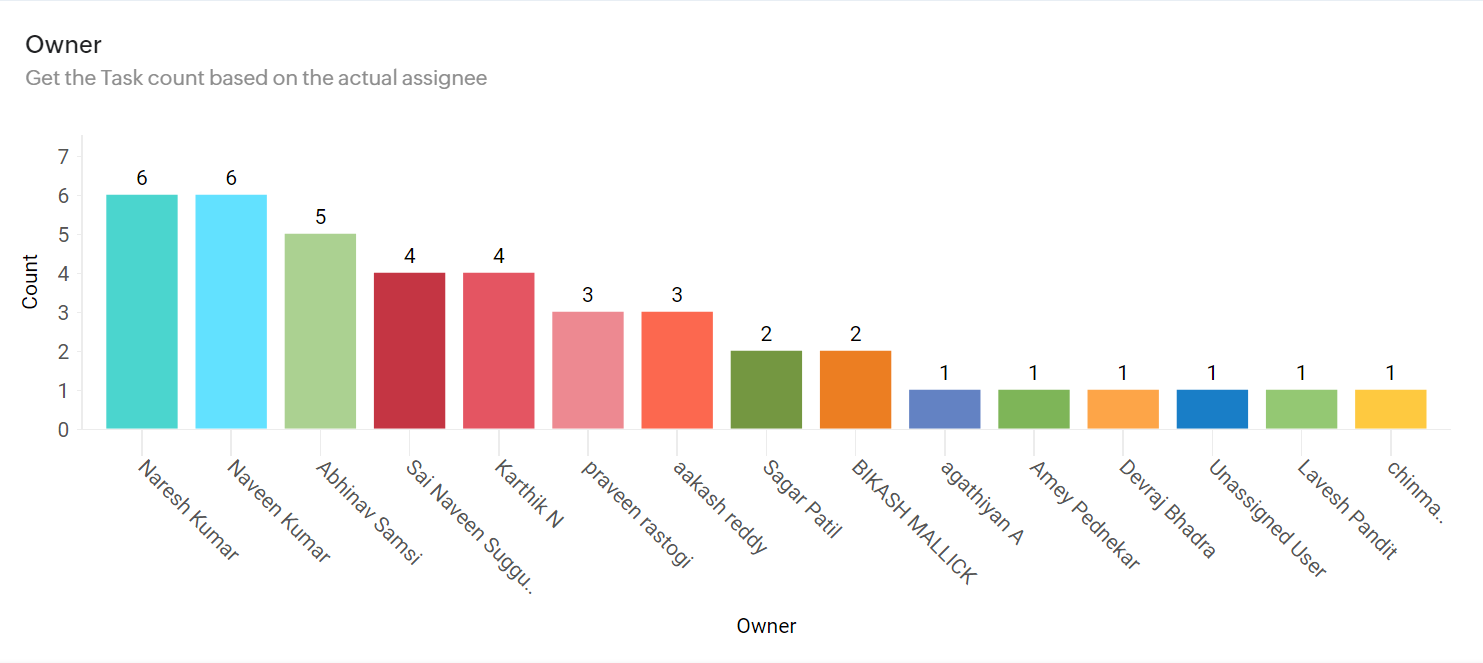 Owner
Get the Task count based on the actual assignee
Count
7
6
5
4
3
2
1
0
6
6
5
4
4
3
3
2
2
1
1
1
1
1
1
Naresh Kumar
Naveen Kumar
Abhinav Samsi
Sai Naveen Suggu..
Karthik N
praveen rastogi
aakash reddy
Sagar Patil
BIKASH MALLICK
agathiyan A
Amey Pednekar
Devraj Bhadra
Unassigned User
Lavesh Pandit
chinma..
Owner